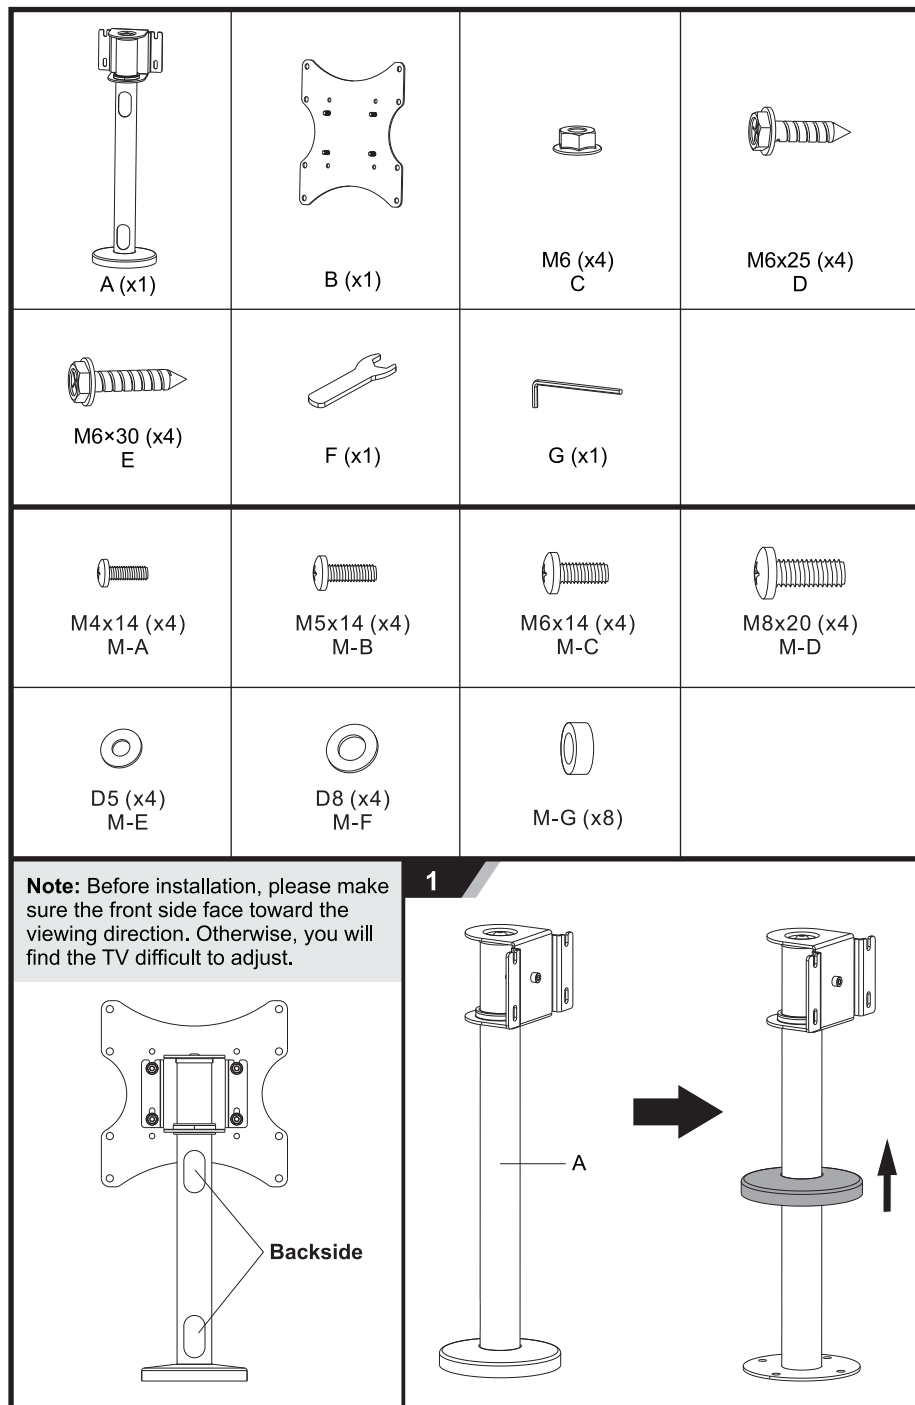 A (x1)
B (x1)
M6 (x4)
C
M6x25 (x4)
D
M6×30 (x4)
E
F (x1)
G (x1)
M4x14 (x4)
M-A
M5x14 (x4)
M-B
M6x14 (x4)
M-C
M8x20 (x4)
M-D
D5 (x4)
M-E
D8 (x4)
M-F
M-G (x8)
Note: Before installation, please make
sure the front side face toward the
viewing direction. Otherwise, you will
find the TV difficult to adjust.
Backside
1
A